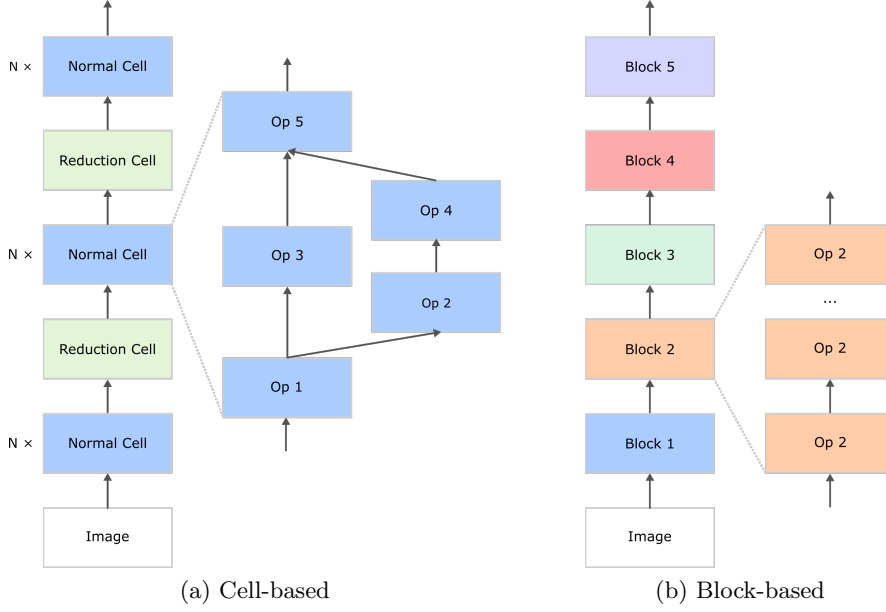 N ×
Normal Cell
Reduction Cell
N ×
Normal Cell
Reduction Cell
N ×
Normal Cell
Image
Op 5
Op 4
Op 3
Op 2
Op 1
(a) Cell-based
Block 5
Block 4
Block 3
Block 2
Block 1
Image
Op 2
...
Op 2
Op 2
(b) Block-based